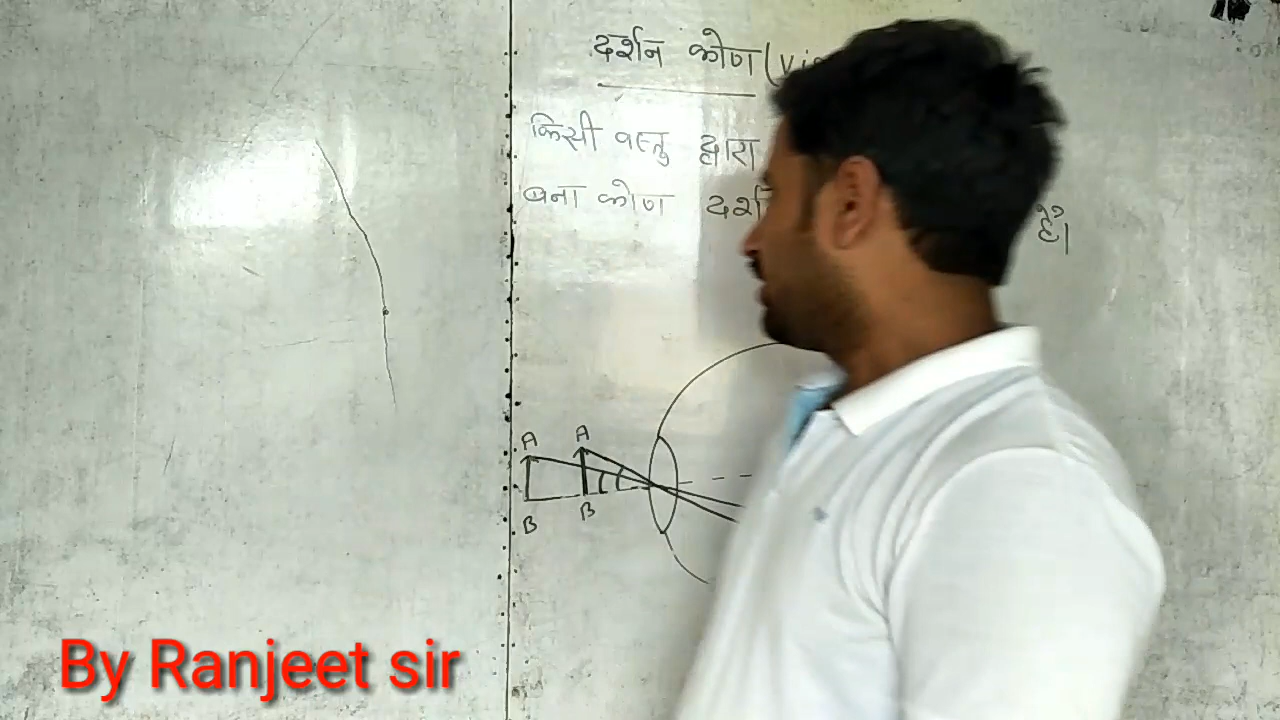 दर्शन कोण (Vi
किसी वस्तु द्वारा
बना कोण दर्श है।
A A
B B
By Ranjeet sir